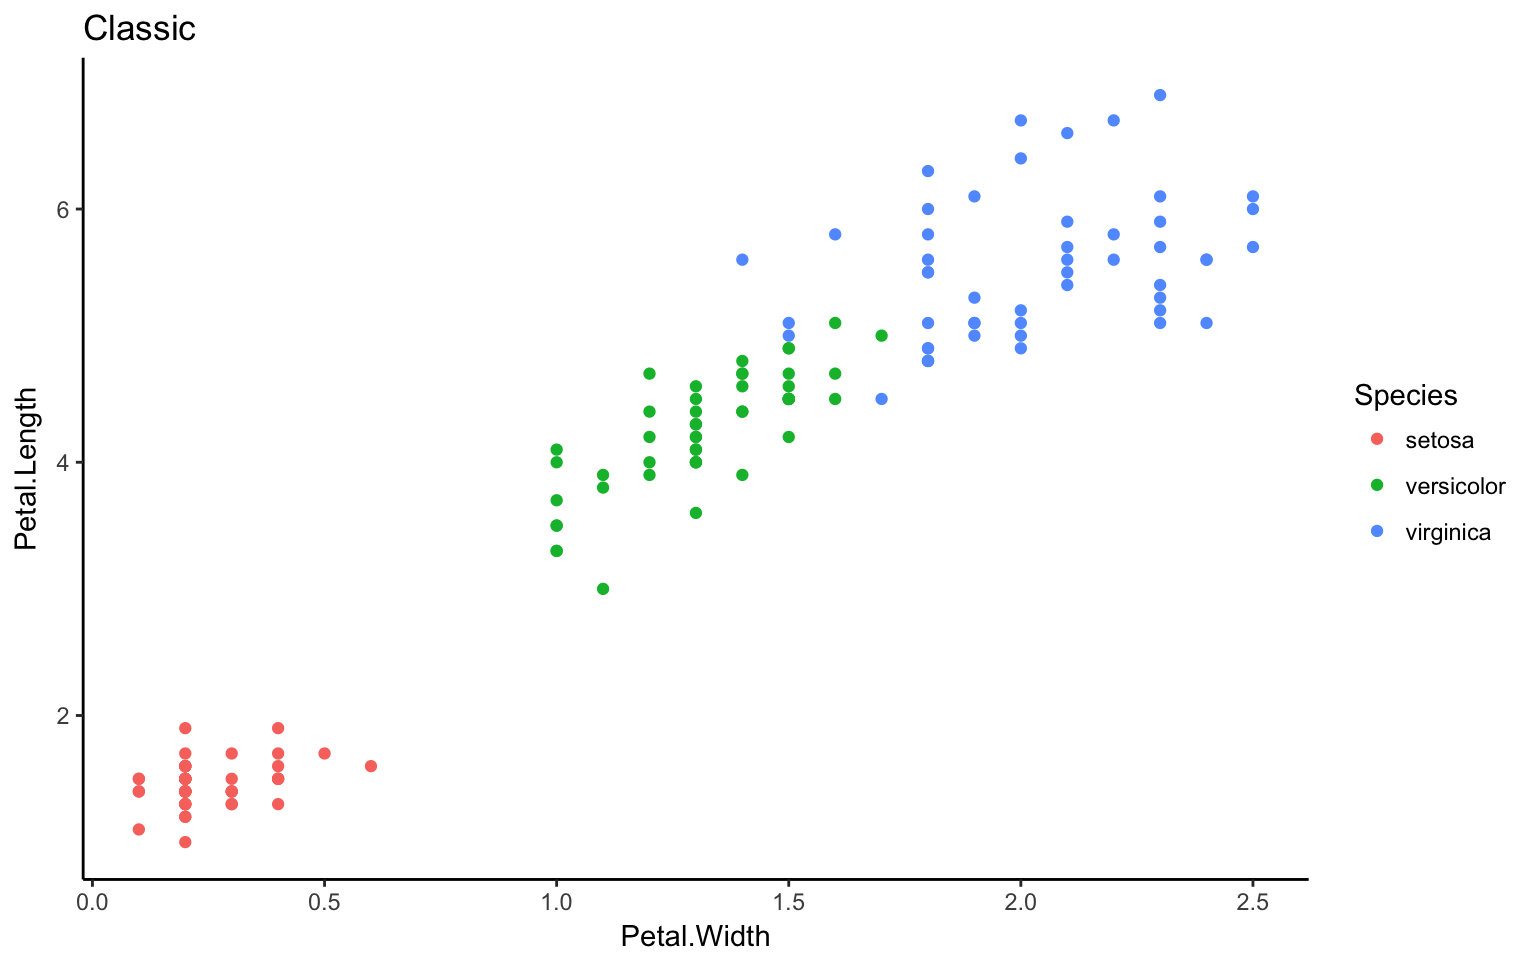 Classic
Petal.Length
6
4
2
0.0 0.5 1.0 1.5 2.0 2.5
Petal.Width
Species
setosa
versicolor
virginica